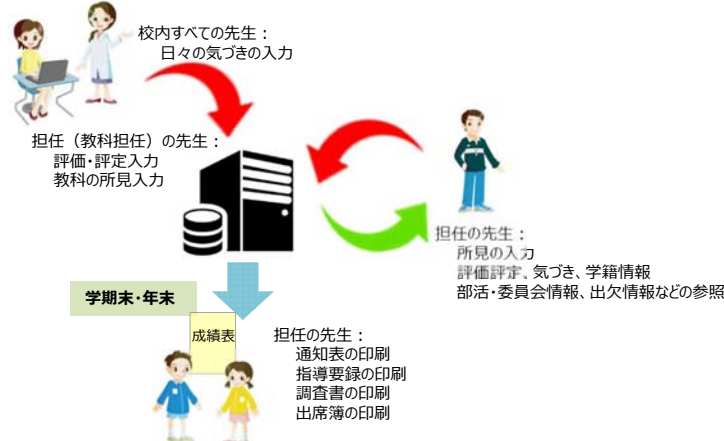 校内すべての先生：
日々の気づきの入力
担任（教科担任）の先生：
評価・評定入力
教科の所見入力
担任の先生：
所見の入力
評価評定、気づき、学籍情報
部活・委員会情報、出欠情報などの参照
学期末・年末
成績表
担任の先生：
通知表の印刷
指導要録の印刷
調査書の印刷
出席簿の印刷